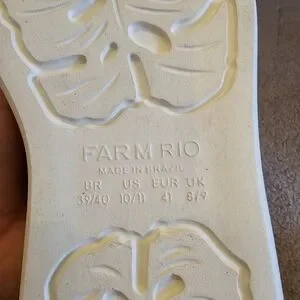 FARM RIO
MADE IN BRAZIL
BR US EUR UK
39/40 10/11 41 8/9